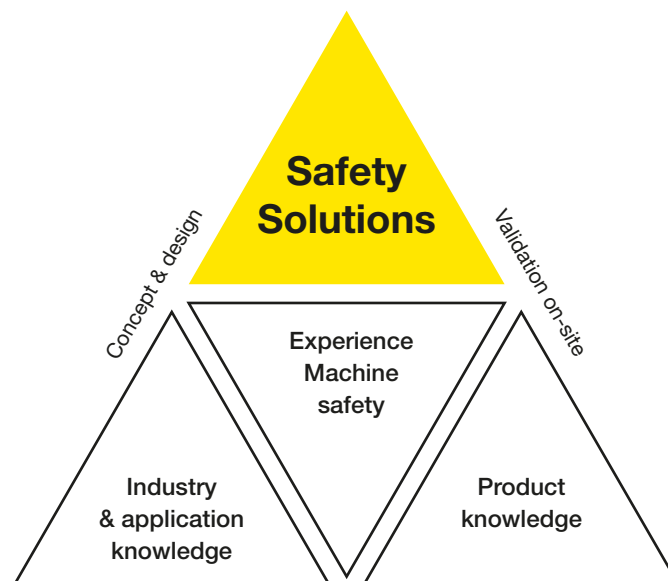 Safety
Solutions
Concept & design
Validation on-site
Experience
Machine
safety
Industry
& application
knowledge
Product
knowledge